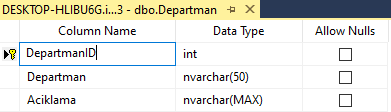 DESKTOP-HLIBU6G.i...3 - dbo.Departman
Column Name Data Type Allow Nulls
DepartmanID int
Departman nvarchar(50)
Aciklama nvarchar(MAX)